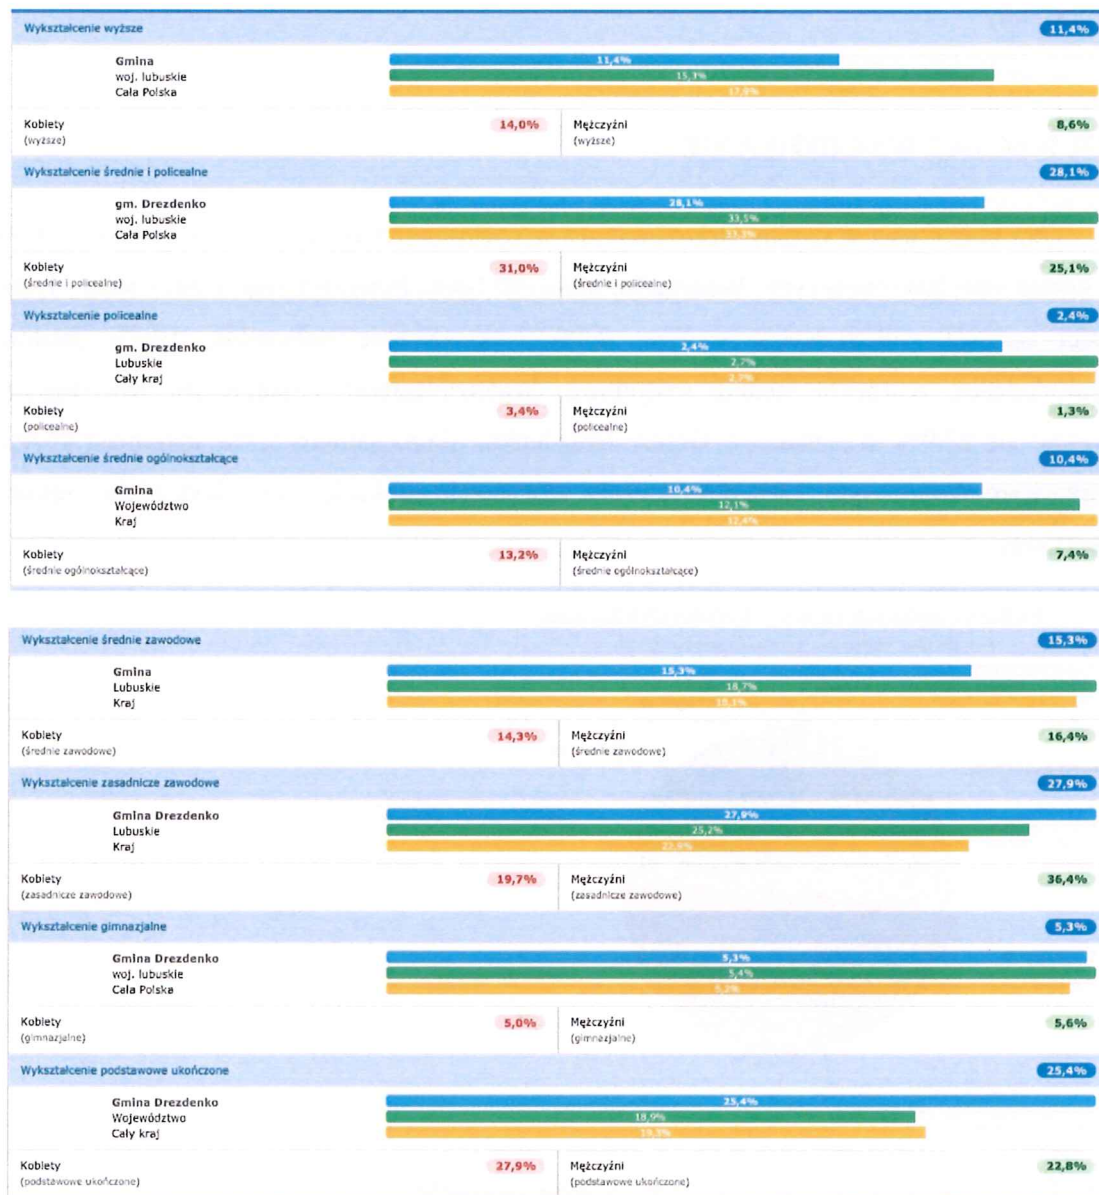 Wykształcenie wyższe 11,4%
Gmina 11,4%
woj. lubuskie 15,3%
Cała Polska 17,9%
Kobiety 14,0% Mężczyźni 8,6%
(wyższe) (wyższe)
Wykształcenie średnie i policealne 28,1%
gm. Drezdenko 28,1%
woj. lubuskie 33,5%
Cała Polska 33,3%
Kobiety 31,0% Mężczyźni 25,1%
(średnie i policealne) (średnie i policealne)
Wykształcenie policealne 2,4%
gm. Drezdenko 2,4%
Lubuskie 2,7%
Cały kraj 2,7%
Kobiety 3,4% Mężczyźni 1,3%
(policealne) (policealne)
Wykształcenie średnie ogólnokształcące 10,4%
Gmina 10,4%
Województwo 12,1%
Kraj 12,4%
Kobiety 13,2% Mężczyźni 7,4%
(średnie ogólnokształcące) (średnie ogólnokształcące)
Wykształcenie średnie zawodowe 15,3%
Gmina 15,3%
Lubuskie 18,7%
Kraj
Kobiety 14,3% Mężczyźni 16,4%
(średnie zawodowe) (średnie zawodowe)
Wykształcenie zasadnicze zawodowe 27,9%
Gmina Drezdenko 27,9%
Lubuskie 25,2%
Kraj 22,9%
Kobiety 19,7% Mężczyźni 36,4%
(zasadnicze zawodowe) (zasadnicze zawodowe)
Wykształcenie gimnazjalne 5,3%
Gmina Drezdenko 5,3%
woj. lubuskie 5,4%
Cała Polska 5,2%
Kobiety 5,0% Mężczyźni 5,6%
(gimnazjalne) (gimnazjalne)
Wykształcenie podstawowe ukończone 25,4%
Gmina Drezdenko 25,4%
Województwo 18,9%
Cały kraj 19,3%
Kobiety 27,9% Mężczyźni 22,8%
(podstawowe ukończone) (podstawowe ukończone)